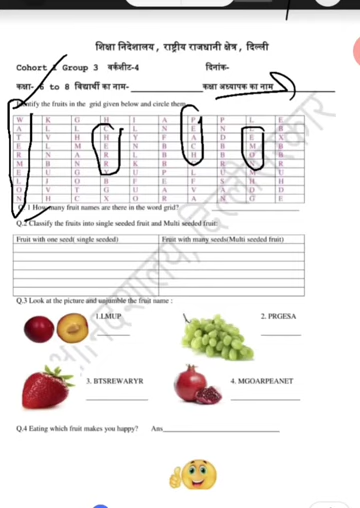 शिक्षा निदेशालय, राष्ट्रीय राजधानी क्षेत्र, दिल्ली
Cohort & Group 3 वर्कशीट-4 दिनांक-
कक्षा- 6 to 8 विद्यार्थी का नाम- कक्षा अध्यापक का नाम
Identify the fruits in the grid given below and circle them
W K G H I A P P L E
A L L C L N E N
T V H H Y F A D E X
E L M E N B C B M B
R N A R L B H O B
M B N R K B N R
E U G U P L U M U
L J O B F E S H H
O V T G U A V A D D
N H C X O R A N G E
Q. 1 How many fruit names are there in the word grid?
Q.2 Classify the fruits into single seeded fruit and Multi seeded fruit:
Fruit with one seed( single seeded) Fruit with many seeds(Multi seeded fruit)
Q.3 Look at the picture and unjumble the fruit name :
1.LMUP 2. PRGESA
3. BTSREWARYR 4. MGOARPEANET
Q.4 Eating which fruit makes you happy? Ans